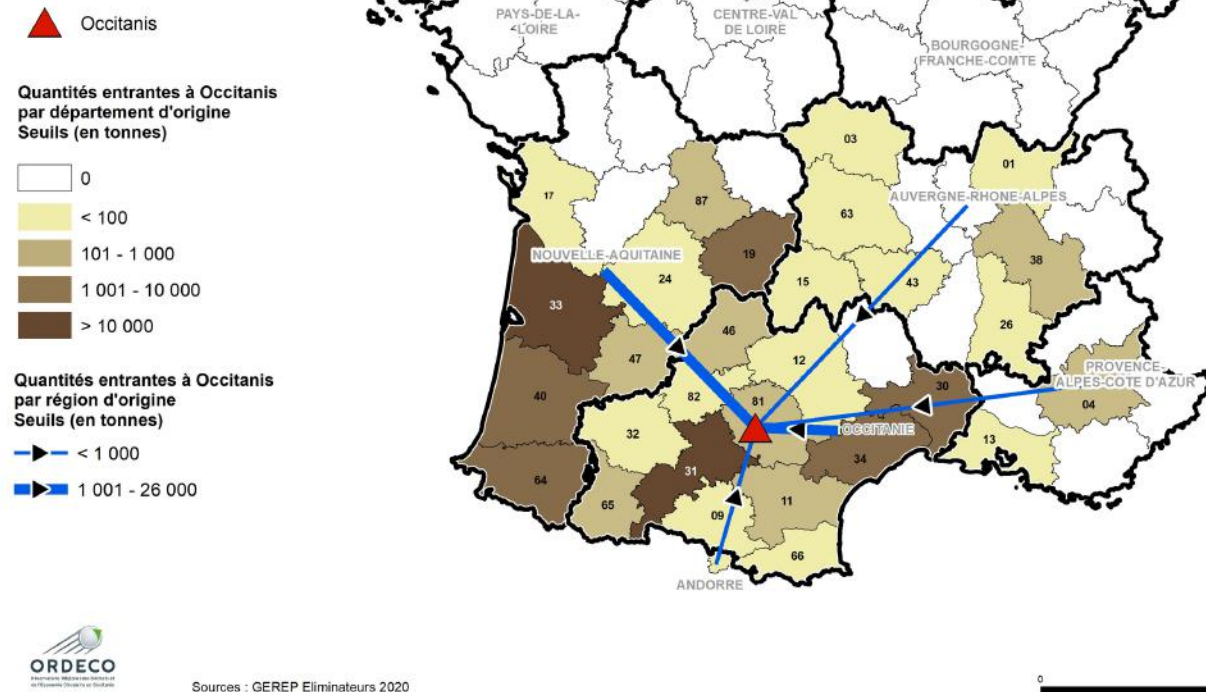 Occitanis
Quantités entrantes à Occitanis
par département d'origine
Seuils (en tonnes)
0
< 100
101 - 1 000
1 001 - 10 000
> 10 000
Quantités entrantes à Occitanis
par région d'origine
Seuils (en tonnes)
< 1 000
1 001 - 26 000
PAYS-DE-LA-
LOIRE
CENTRE-VAL
DE LOIRE
BOURGOGNE-
FRANCHE-COMTE
03
01
17
87
AUVERGNE-RHONE-ALPES
63
19
NOUVELLE-AQUITAINE
38
24
15
43
33
46
26
47
12
PROVENCE-
ALPES-COTE D'AZUR
30
40
82
81
04
32
OCCITANIE
13
34
31
64
65
11
09
66
ANDORRE
ORDECO
Sources : GEREP Eliminateurs 2020
0